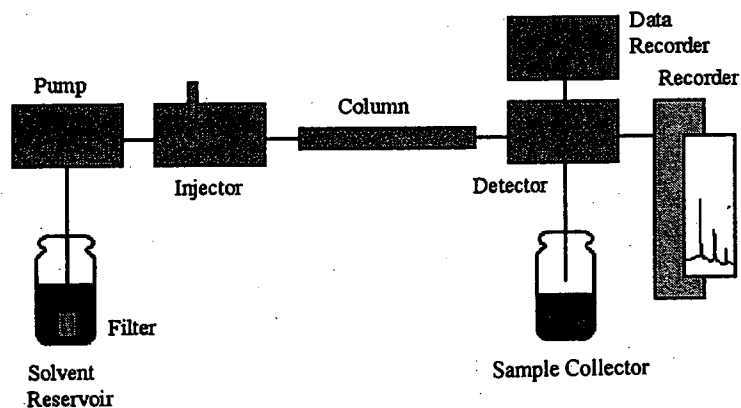 Data
Recorder
Recorder
Pump
Column
Injector
Detector
Filter
Solvent
Reservoir
Sample Collector